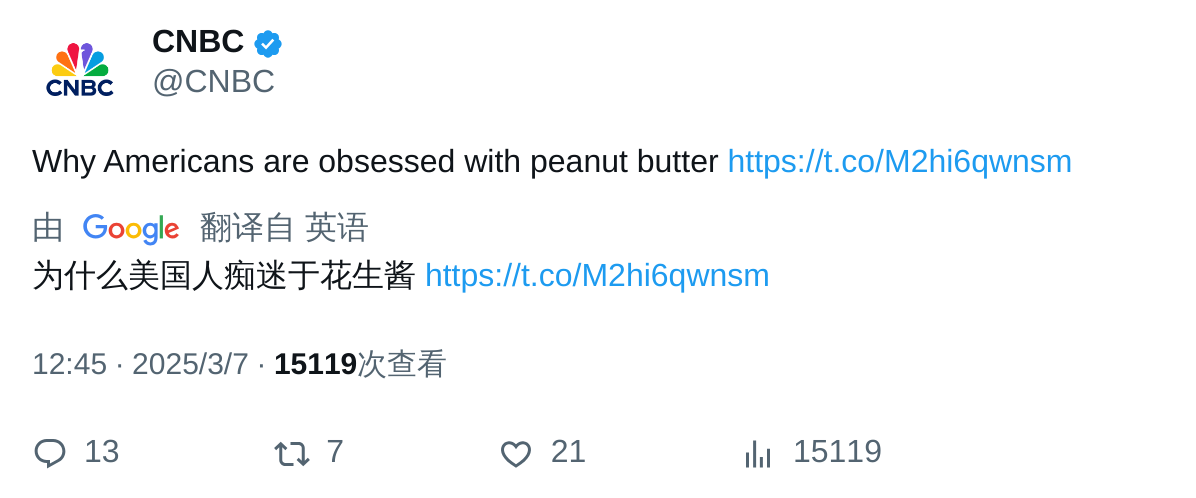 CNBC
CNBC
@CNBC
Why Americans are obsessed with peanut butter https://t.co/M2hi6qwnsm
由 Google 翻译自 英语
为什么美国人痴迷于花生酱 https://t.co/M2hi6qwnsm
12:45 · 2025/3/7 · 15119次查看
13 7 21 15119